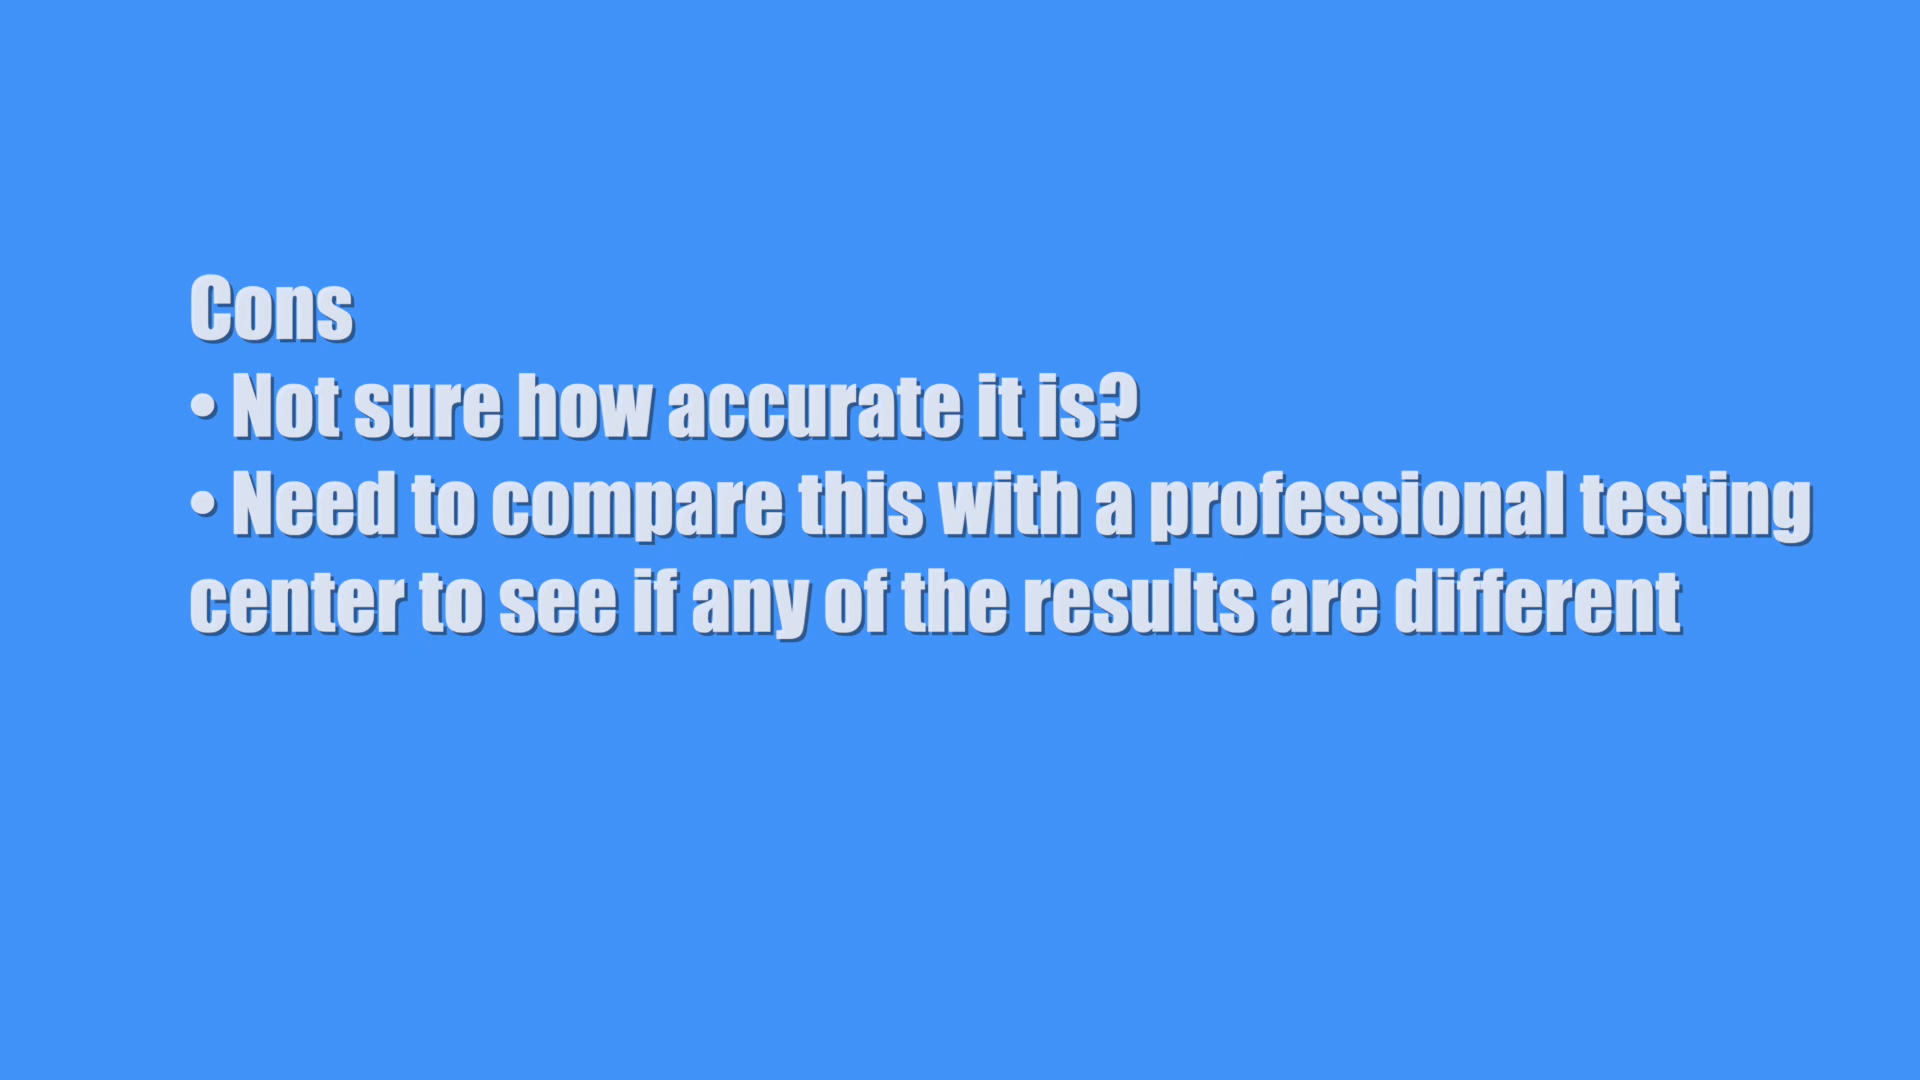 Cons
• Not sure how accurate it is?
• Need to compare this with a professional testing
center to see if any of the results are different